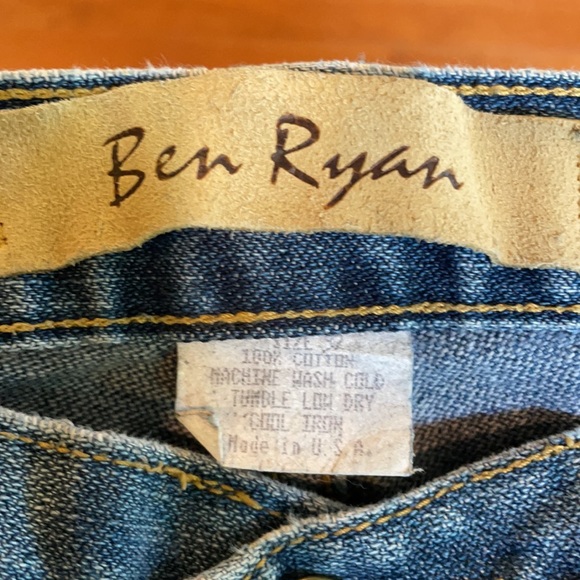 Ben Ryan
SIZE
100% COTTON
MACHINE WASH COLD
TUMBLE LOW DRY
COOL IRON
Made in U.S.A.